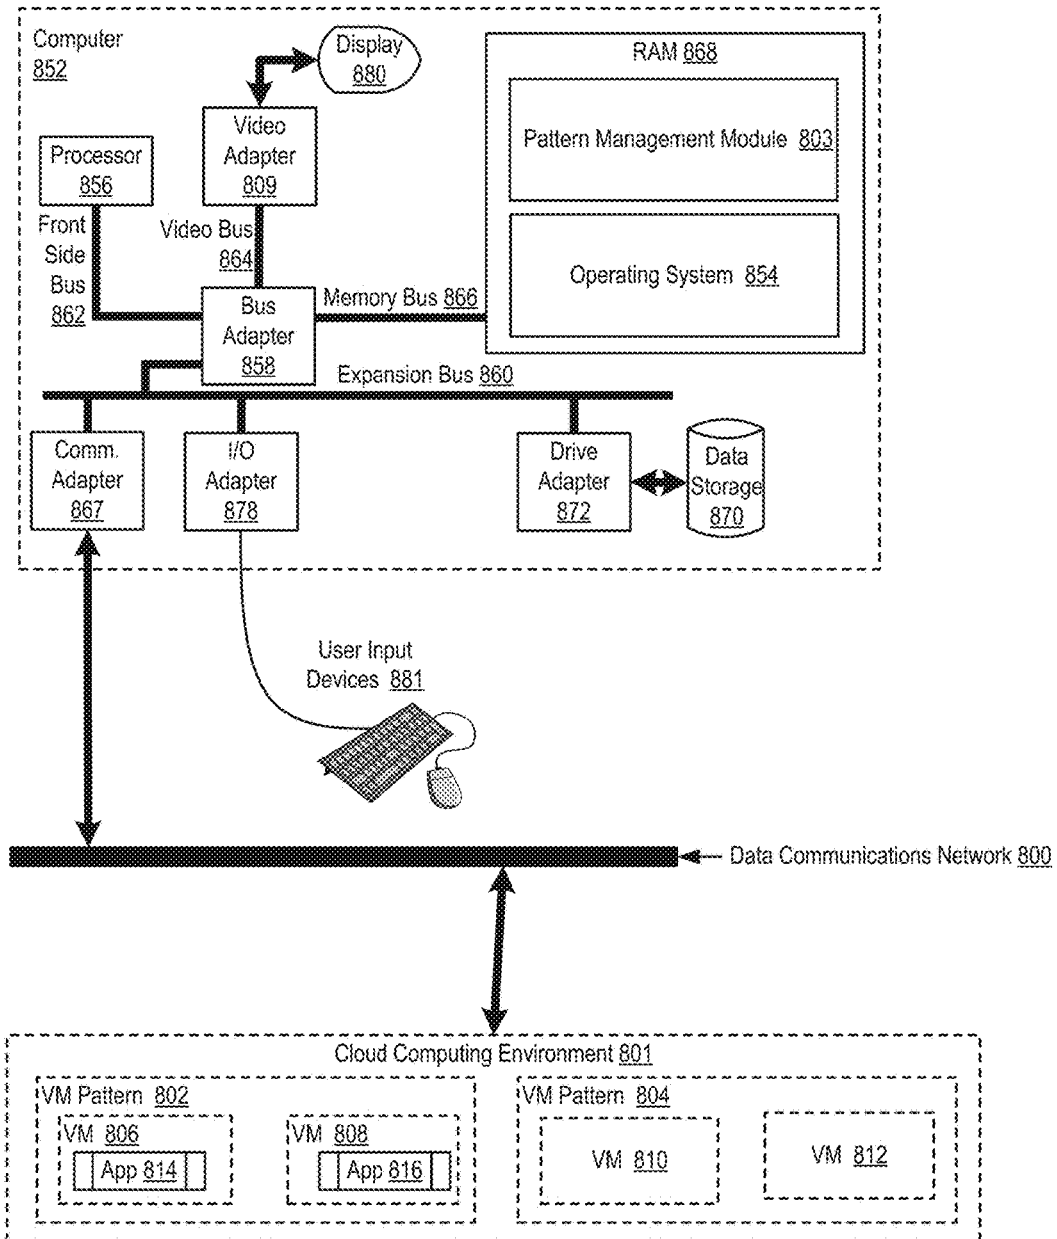 Computer
852
Display
880
RAM 868
Video
Adapter
809
Pattern Management Module 803
Processor
856
Front
Side
Bus
862
Video Bus
864
Operating System 854
Bus
Adapter
858
Memory Bus 866
Expansion Bus 860
Comm.
Adapter
867
I/O
Adapter
878
Drive
Adapter
872
Data
Storage
870
User Input
Devices 881
Data Communications Network 800
Cloud Computing Environment 801
VM Pattern 802
VM 806
App 814
VM 808
App 816
VM Pattern 804
VM 810
VM 812